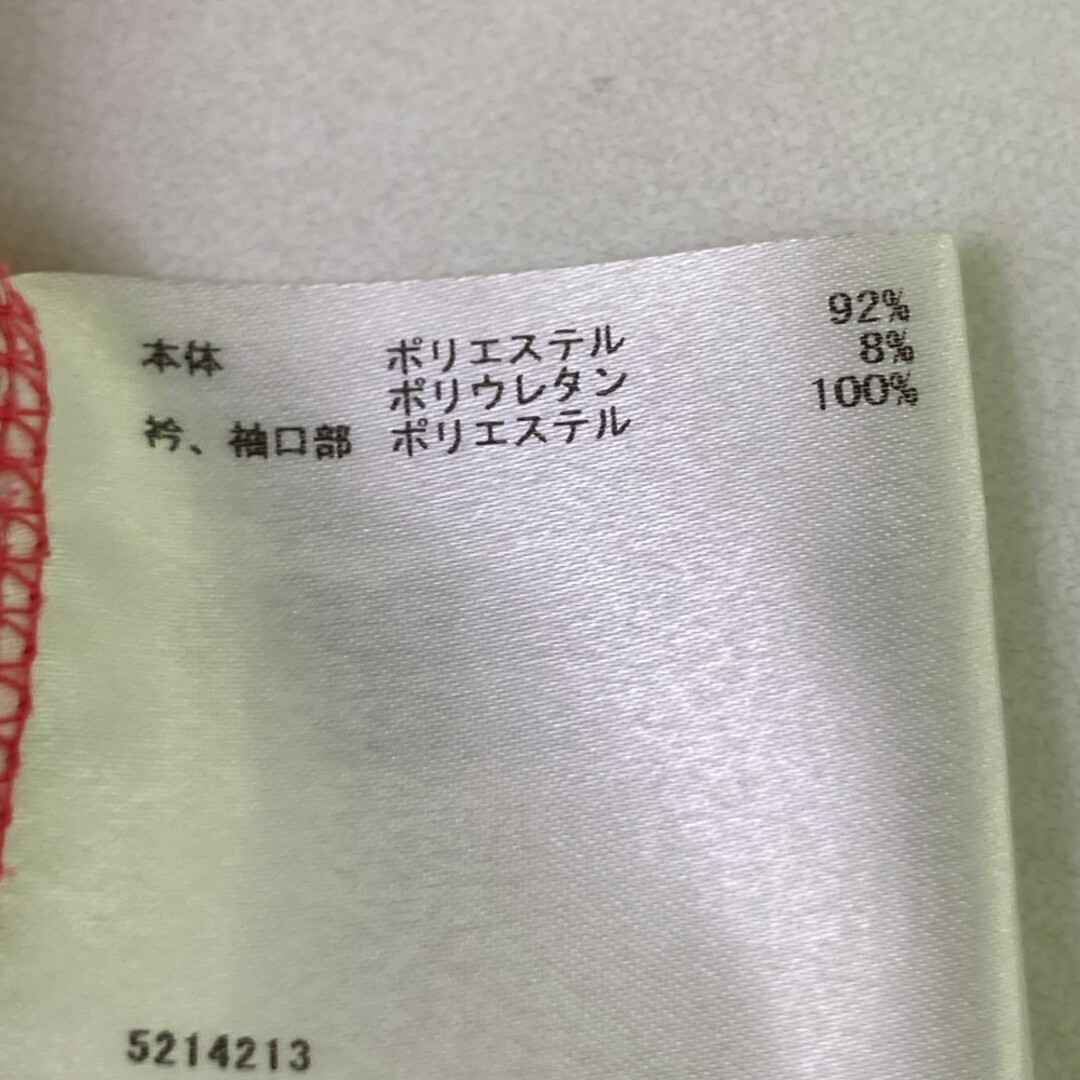 本体 ポリエステル 92%
ポリウレタン 8%
衿、袖口部 ポリエステル 100%
5214213